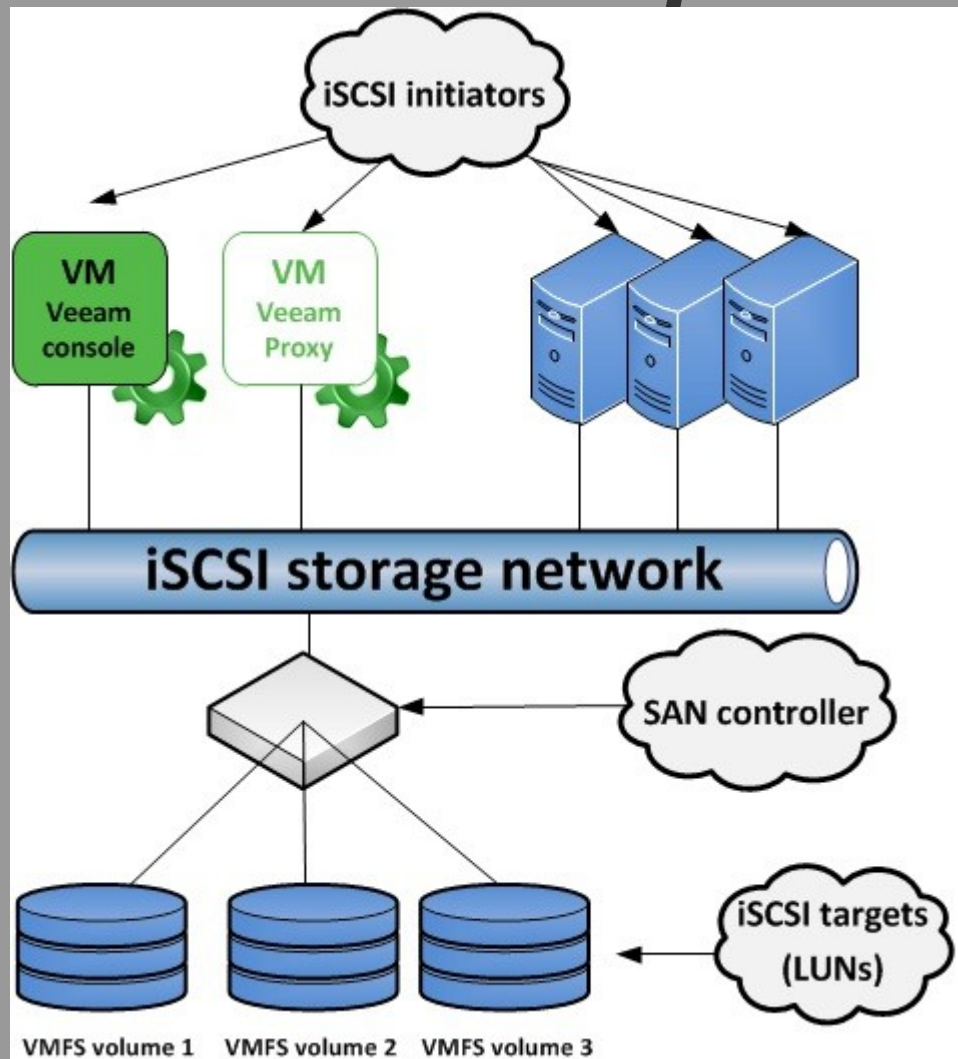 iSCSI initiators
VM
Veeam
console
VM
Veeam
Proxy
iSCSI storage network
SAN controller
iSCSI targets
(LUNs)
VMFS volume 1
VMFS volume 2
VMFS volume 3